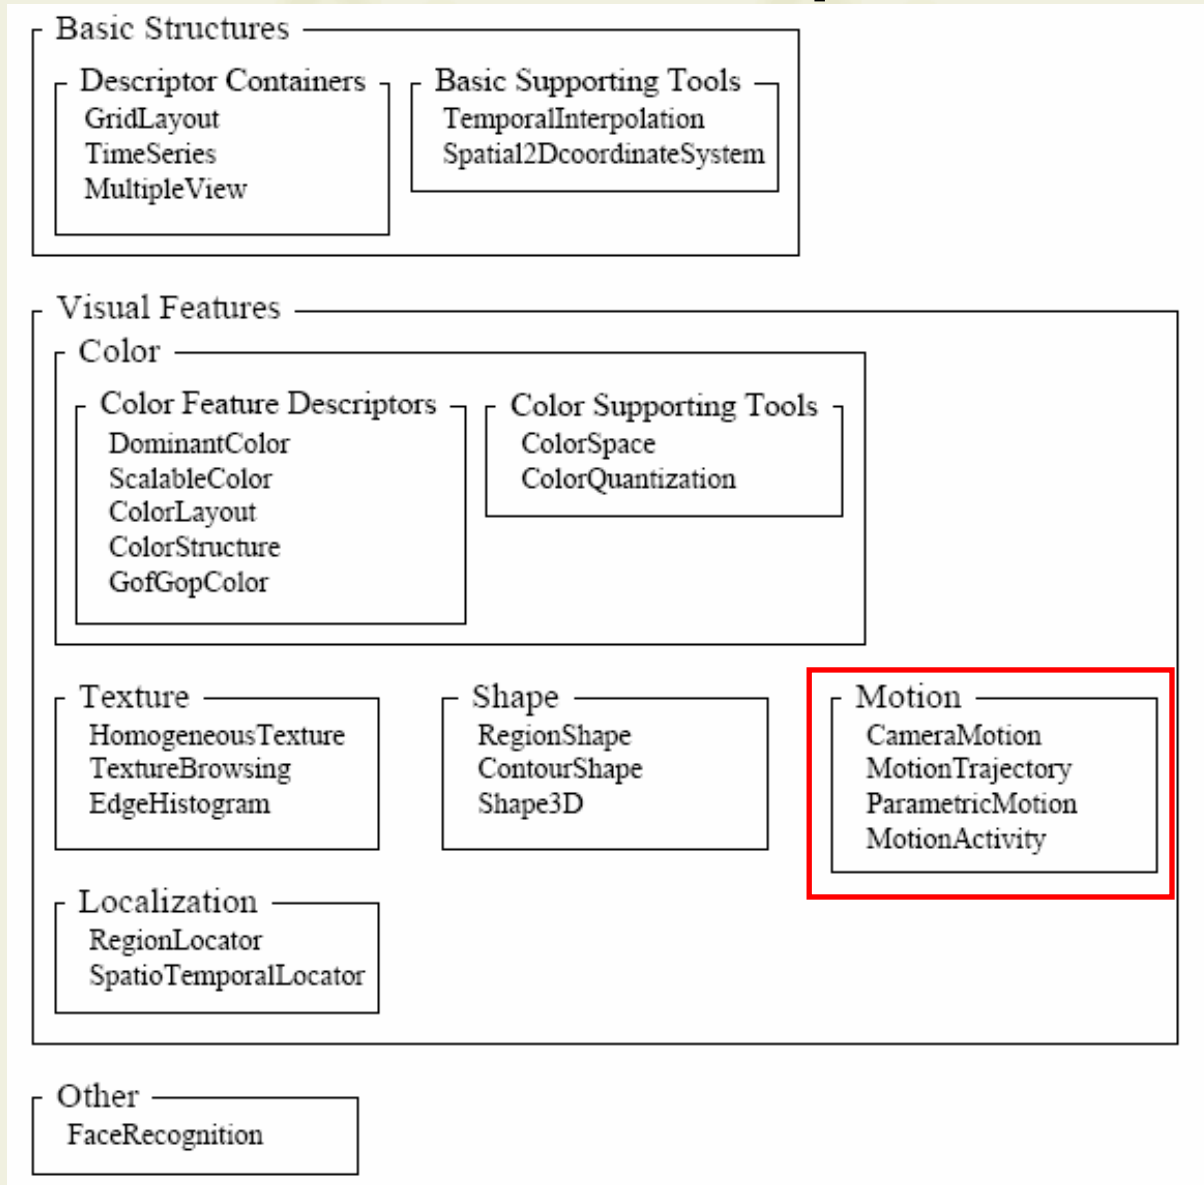 Basic Structures
Descriptor Containers
GridLayout
TimeSeries
MultipleView
Basic Supporting Tools
TemporalInterpolation
Spatial2DcoordinateSystem
Visual Features
Color
Color Feature Descriptors
DominantColor
ScalableColor
ColorLayout
ColorStructure
GofGopColor
Color Supporting Tools
ColorSpace
ColorQuantization
Texture
HomogeneousTexture
TextureBrowsing
EdgeHistogram
Shape
RegionShape
ContourShape
Shape3D
Motion
CameraMotion
MotionTrajectory
ParametricMotion
MotionActivity
Localization
RegionLocator
SpatioTemporalLocator
Other
FaceRecognition